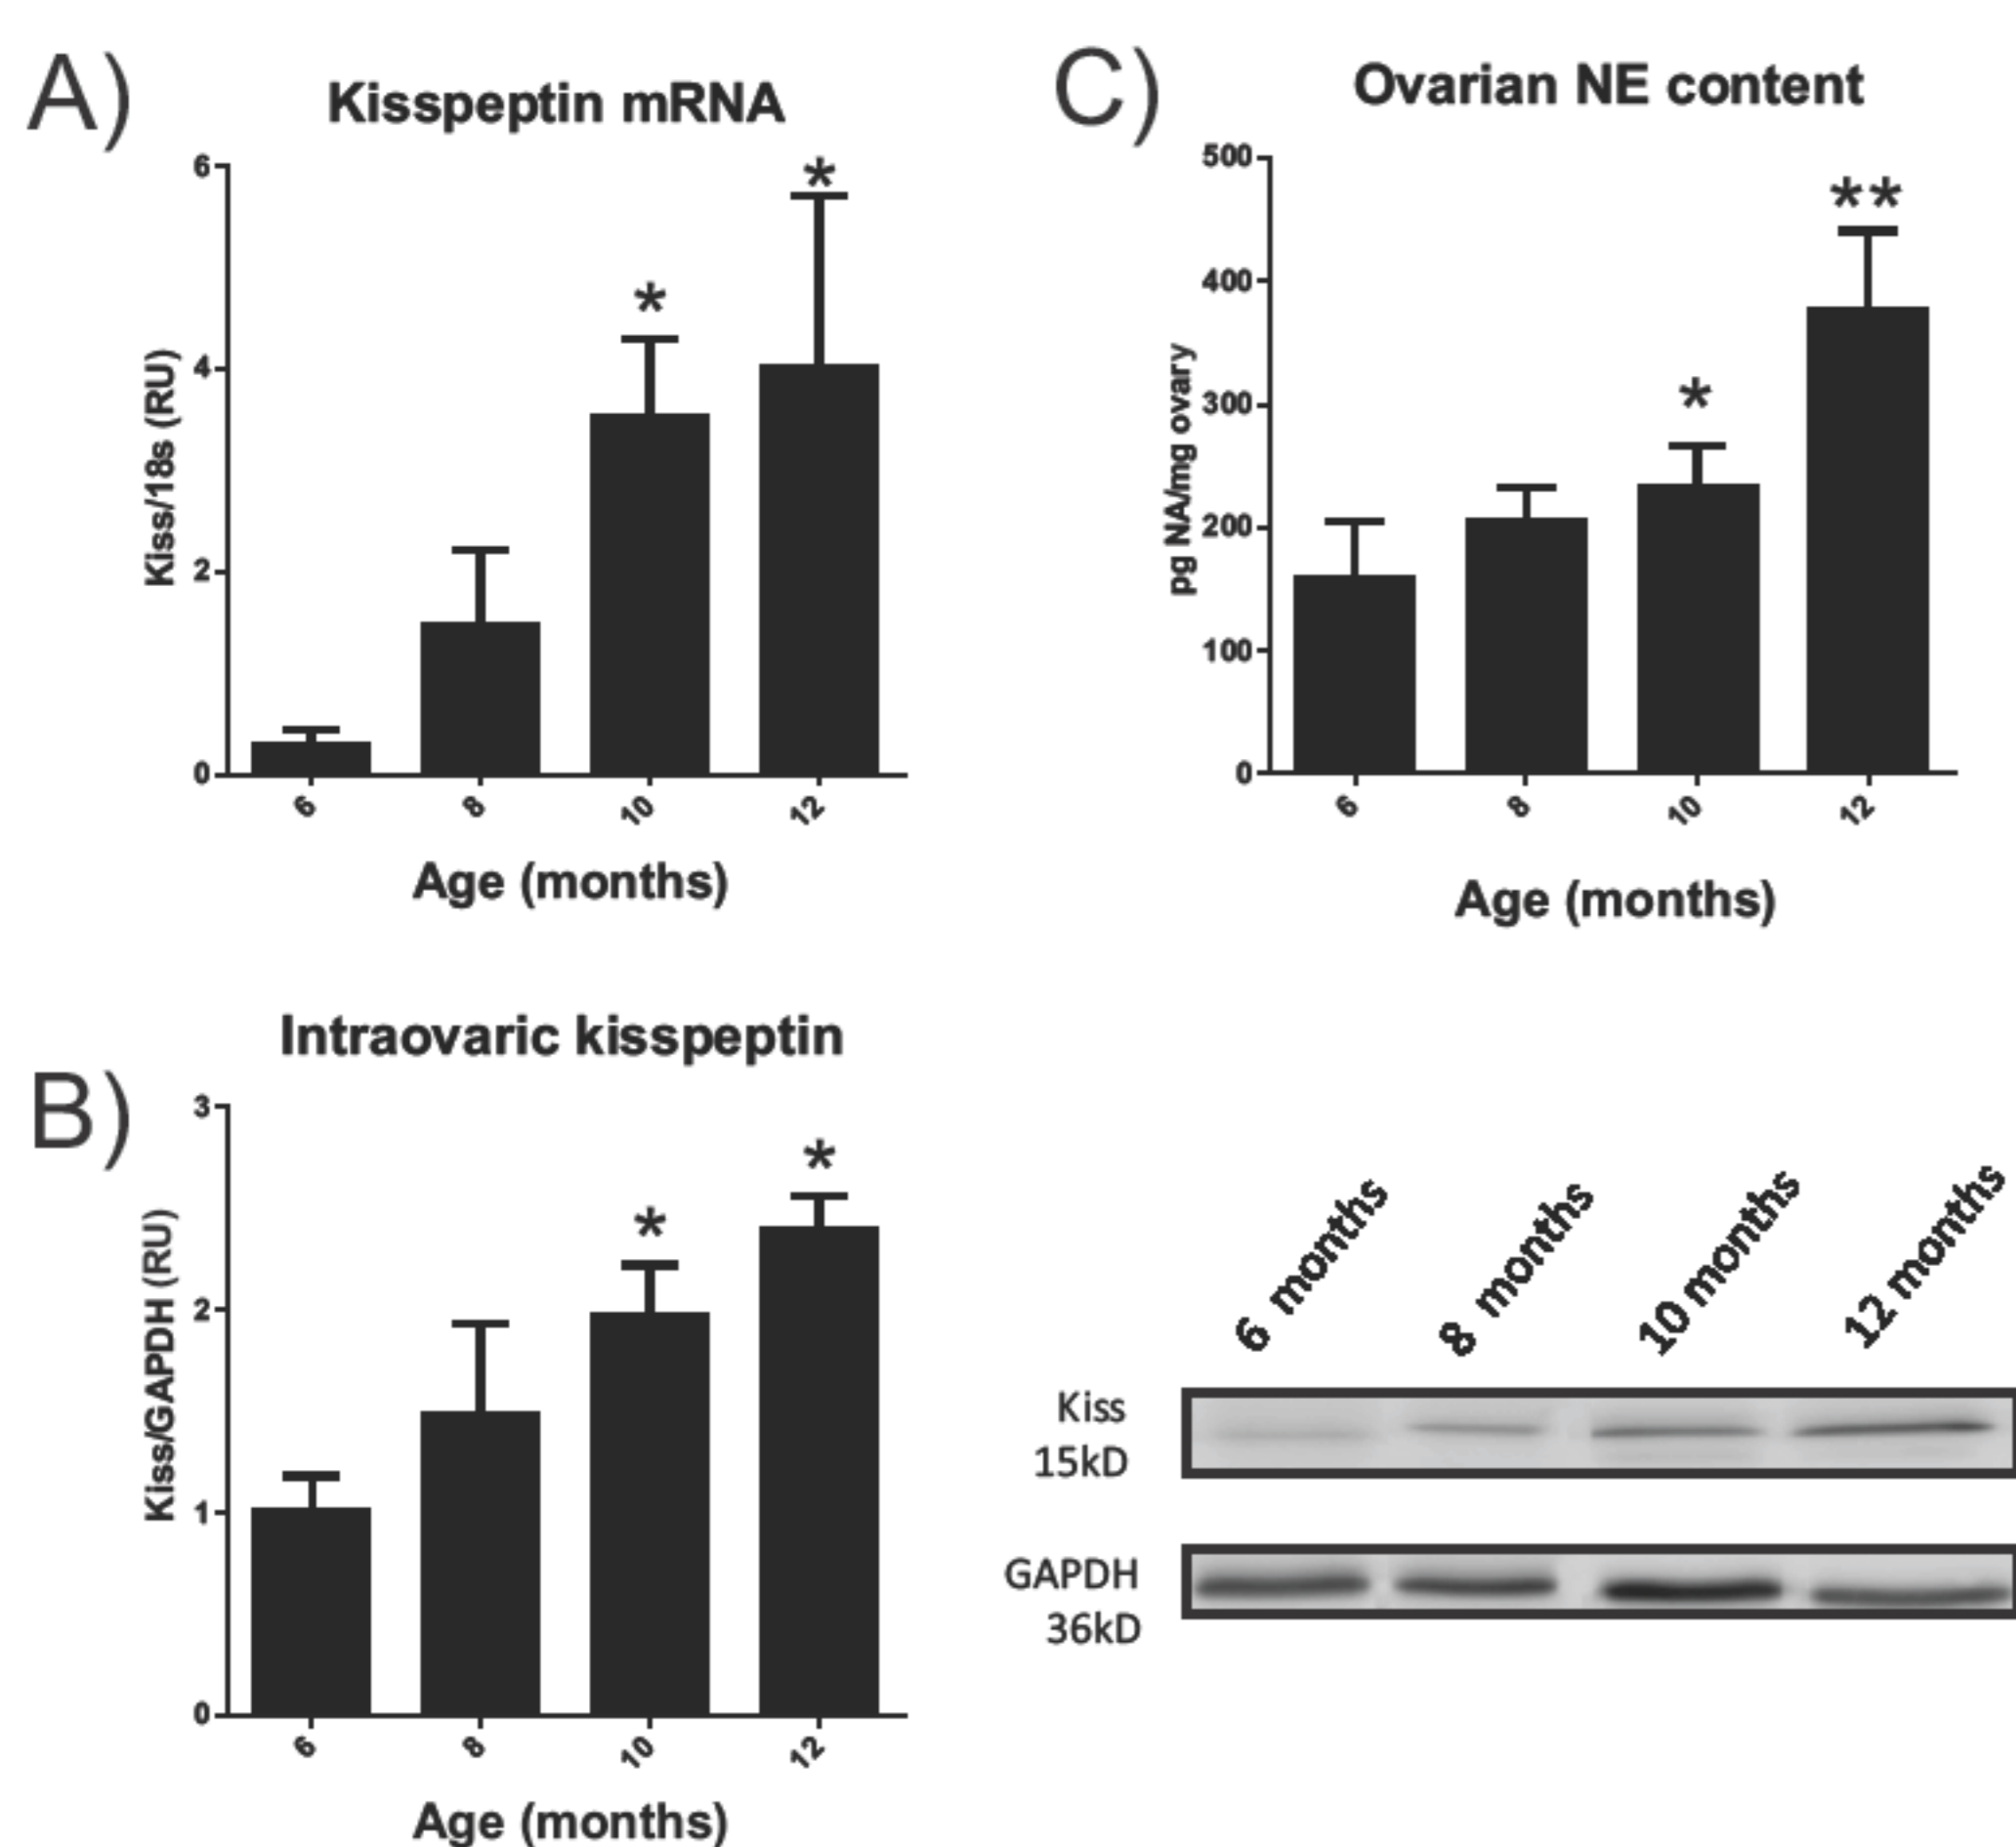 A)
Kisspeptin mRNA
Kiss/18s (RU)
6
4
2
0
*
*
6 8 10 12
Age (months)
C)
Ovarian NE content
pg NA/mg ovary
500
400
300
200
100
0
*
**
6 8 10 12
Age (months)
B)
Intraovaric kisspeptin
Kiss/GAPDH (RU)
3
2
1
0
*
*
6 8 10 12
Age (months)
6 months
8 months
10 months
12 months
Kiss
15kD
GAPDH
36kD